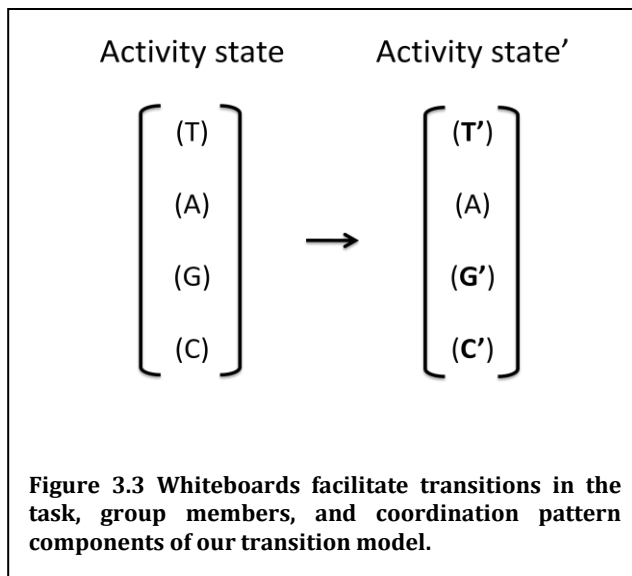 Activity state Activity state’
(T) (T’)
(A) (A)
(G) (G’)
(C) (C’)
Figure 3.3 Whiteboards facilitate transitions in the
task, group members, and coordination pattern
components of our transition model.